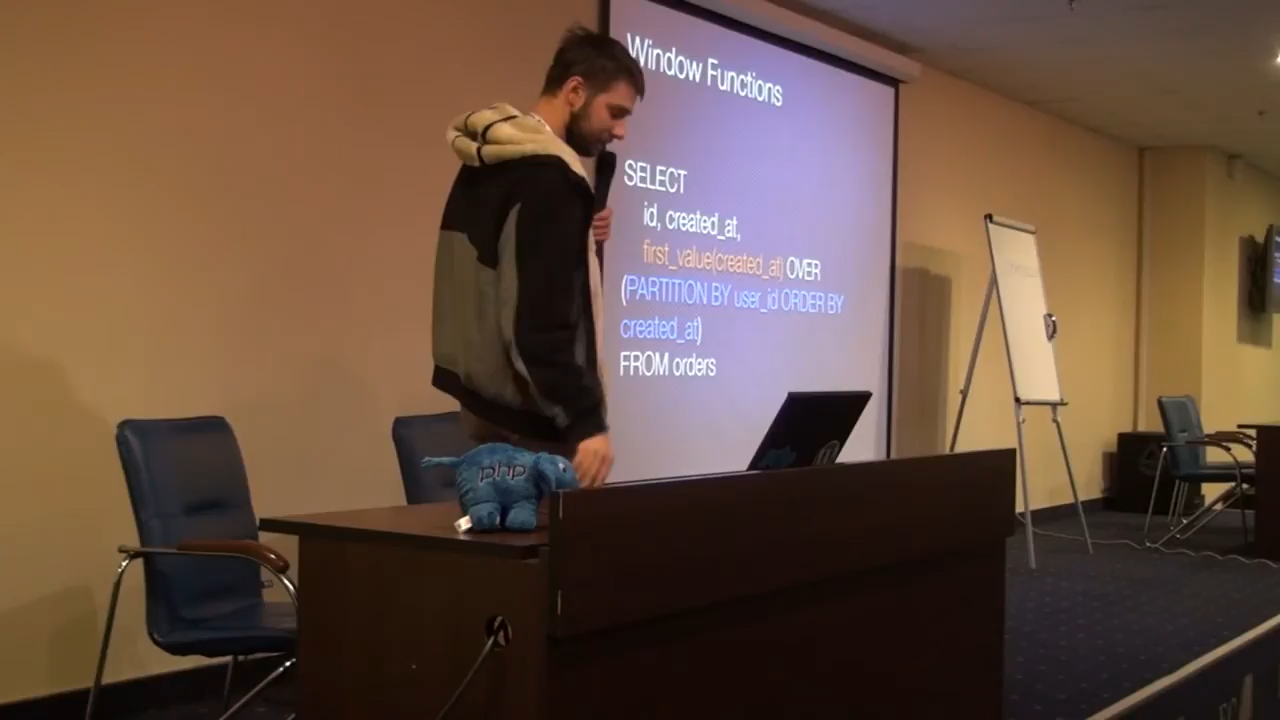 Window Functions
SELECT
id, created_at,
first_value(created_at) OVER
(PARTITION BY user_id ORDER BY
created_at)
FROM orders
php